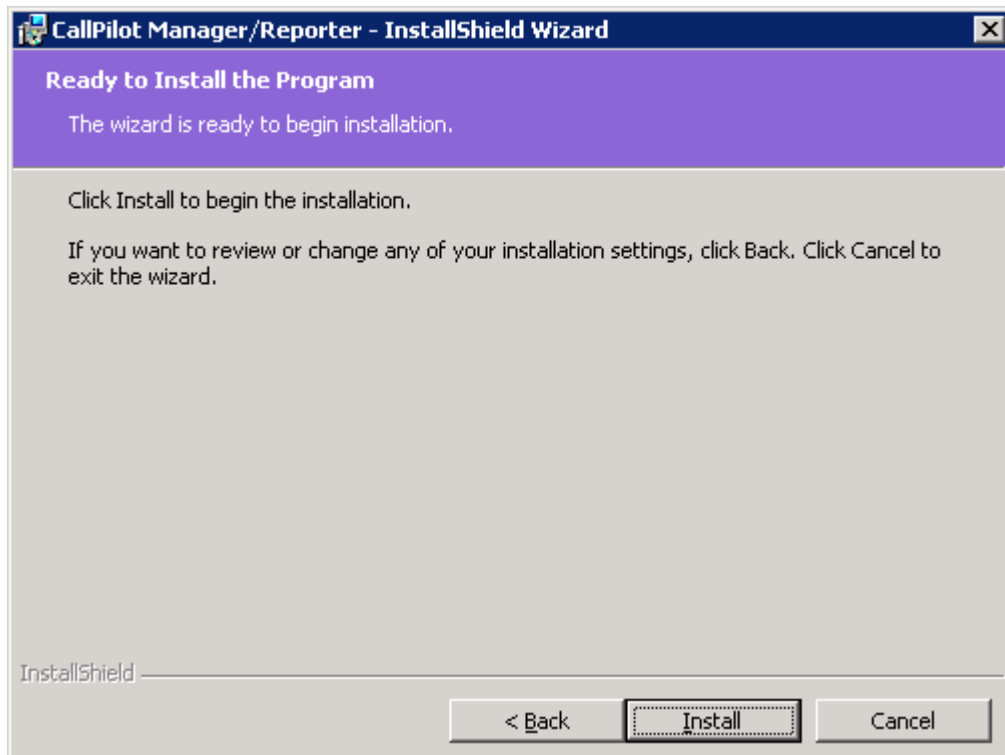 CallPilot Manager/Reporter - InstallShield Wizard
Ready to Install the Program
The wizard is ready to begin installation.
Click Install to begin the installation.
If you want to review or change any of your installation settings, click Back. Click Cancel to
exit the wizard.
InstallShield
< Back Install Cancel